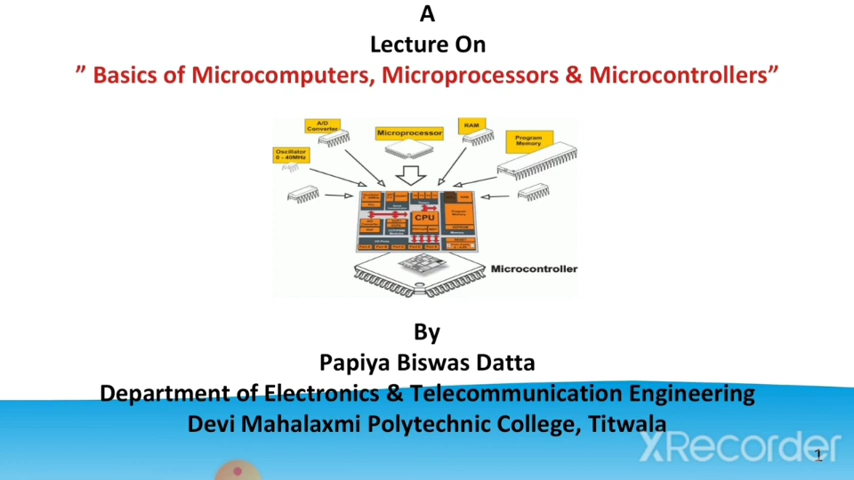 A
Lecture On
” Basics of Microcomputers, Microprocessors & Microcontrollers”
A/D
Converter
Microprocessor
RAM
Program
Memory
Oscillator
0 - 40MHz
CPU
Microcontroller
By
Papiya Biswas Datta
Department of Electronics & Telecommunication Engineering
Devi Mahalaxmi Polytechnic College, Titwala
XRecorder
1